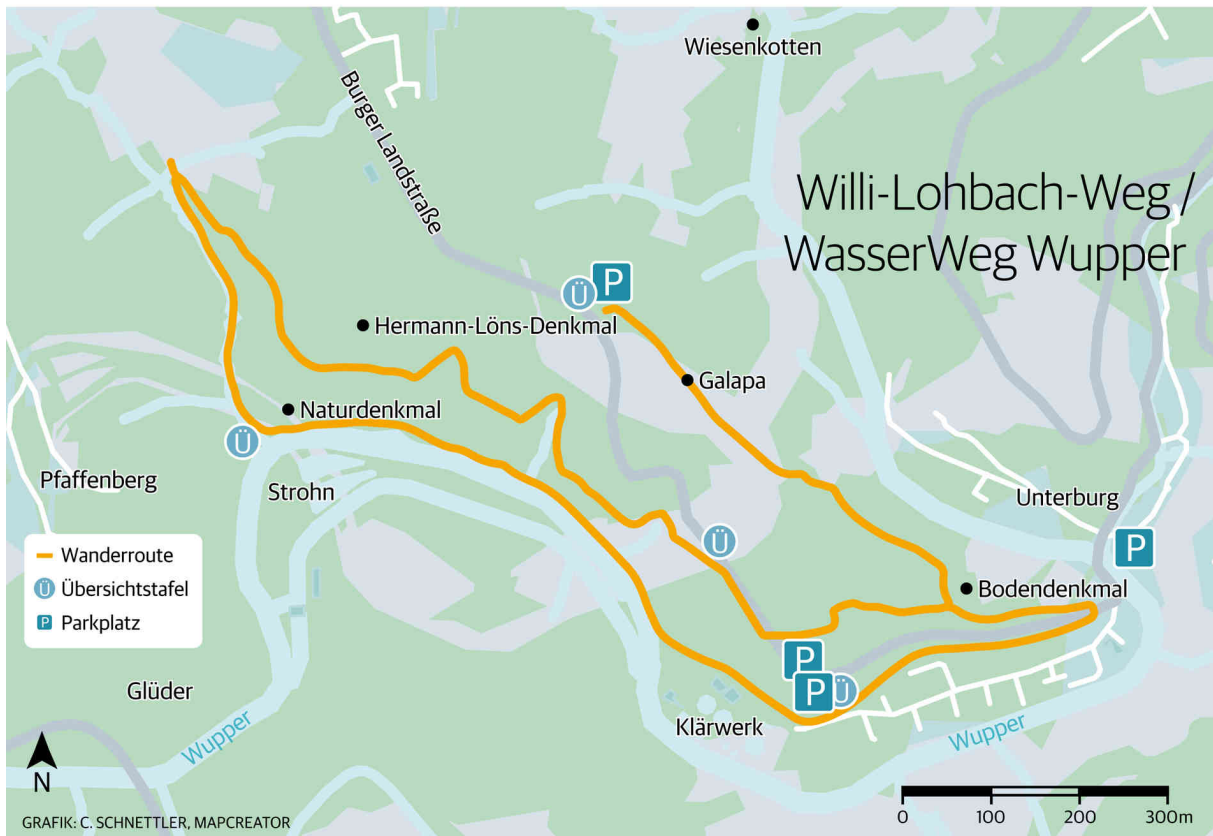 Wiesenkotten
Burger Landstraße
Willi-Lohbach-Weg /
WasserWeg Wupper
Ü
P
Hermann-Löns-Denkmal
Galapa
Naturdenkmal
Ü
Pfaffenberg
Strohn
Unterburg
P
Ü
Wanderroute
Ü Übersichtstafel
P Parkplatz
Bodendenkmal
P
P
Ü
Glüder
Klärwerk
Wupper
Wupper
N
0 100 200 300m
GRAFIK: C. SCHNETTLER, MAPCREATOR